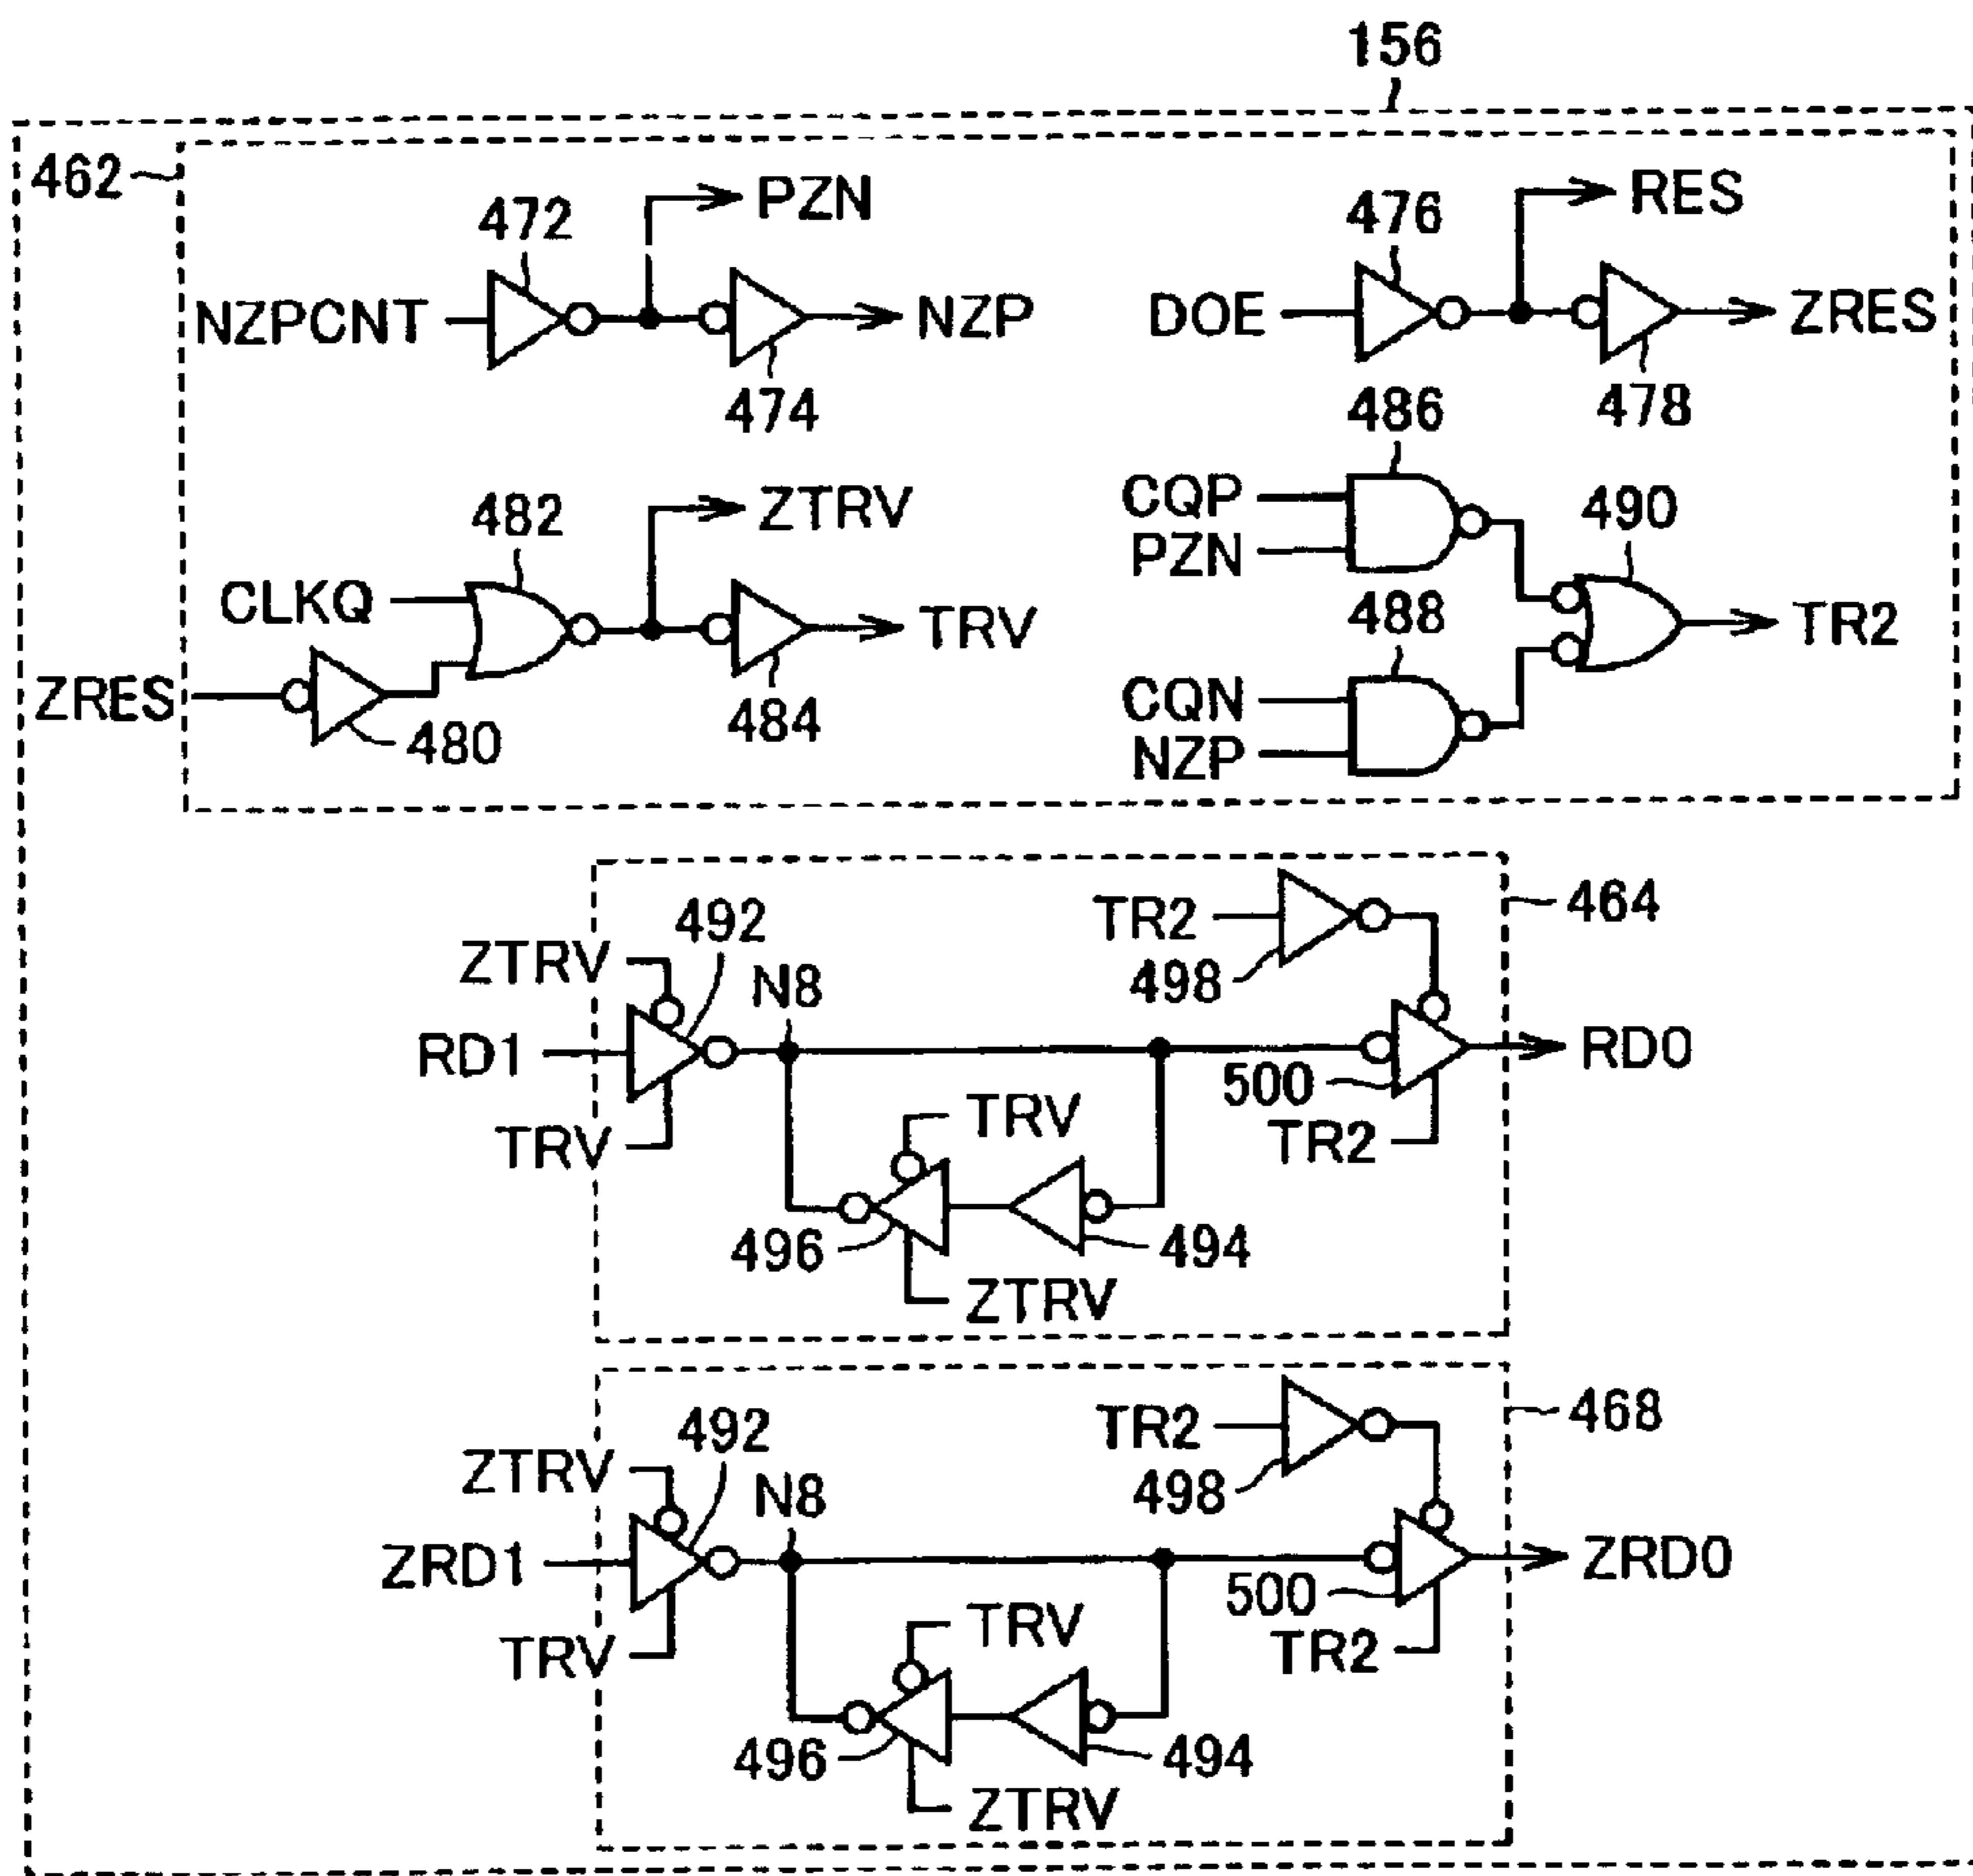 156
462
PZN
RES
472
476
NZPCNT
NZP
DOE
ZRES
474
478
486
482
ZTRV
CQP
490
PZN
CLKQ
TRV
488
TR2
ZRES
480
484
CQN
NZP
464
TR2
492
ZTRV
N8
498
RD1
RD0
500
TRV
TRV
TR2
496
494
ZTRV
468
TR2
492
ZTRV
N8
498
ZRD1
ZRD0
500
TRV
TRV
TR2
496
494
ZTRV